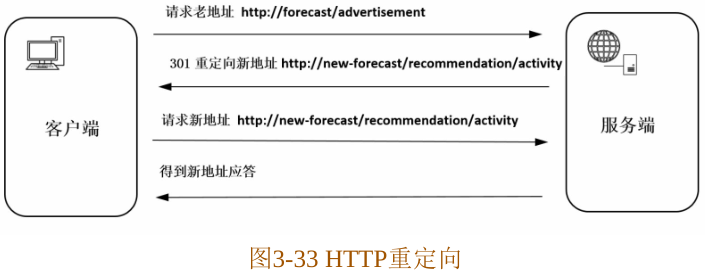 请求老地址 http://forecast/advertisement
301 重定向新地址 http://new-forecast/recommendation/activity
客户端
请求新地址 http://new-forecast/recommendation/activity
服务端
得到新地址应答
图3-33 HTTP重定向